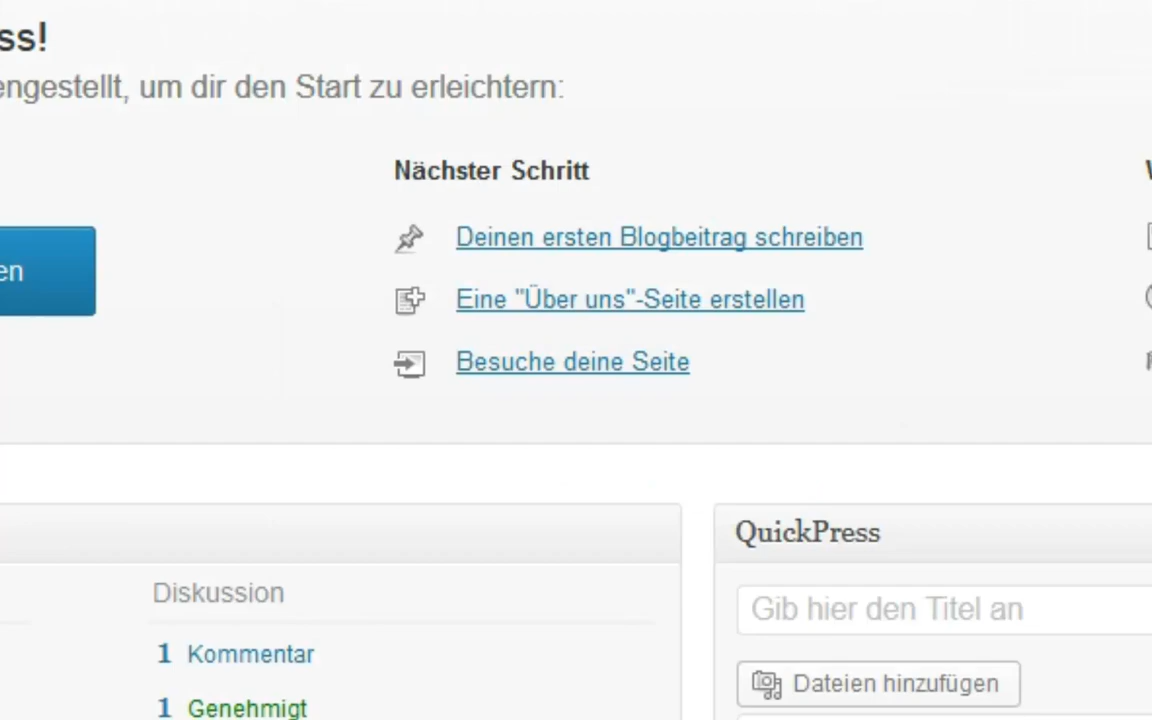 ss!
engestellt, um dir den Start zu erleichtern:
Nächster Schritt
en
Deinen ersten Blogbeitrag schreiben
Eine "Über uns"-Seite erstellen
Besuche deine Seite
QuickPress
Diskussion
Gib hier den Titel an
1 Kommentar
Dateien hinzufügen
1 Genehmigt